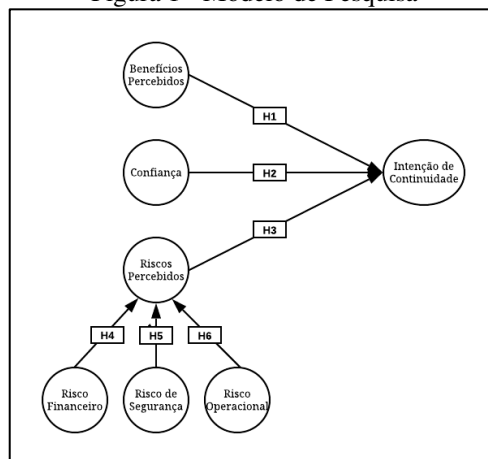 Figura 1 - Modelo de Pesquisa
Benefícios
Percebidos
H1
Confiança
H2
Intenção de
Continuidade
H3
Riscos
Percebidos
H4
H5
H6
Risco
Financeiro
Risco de
Segurança
Risco
Operacional